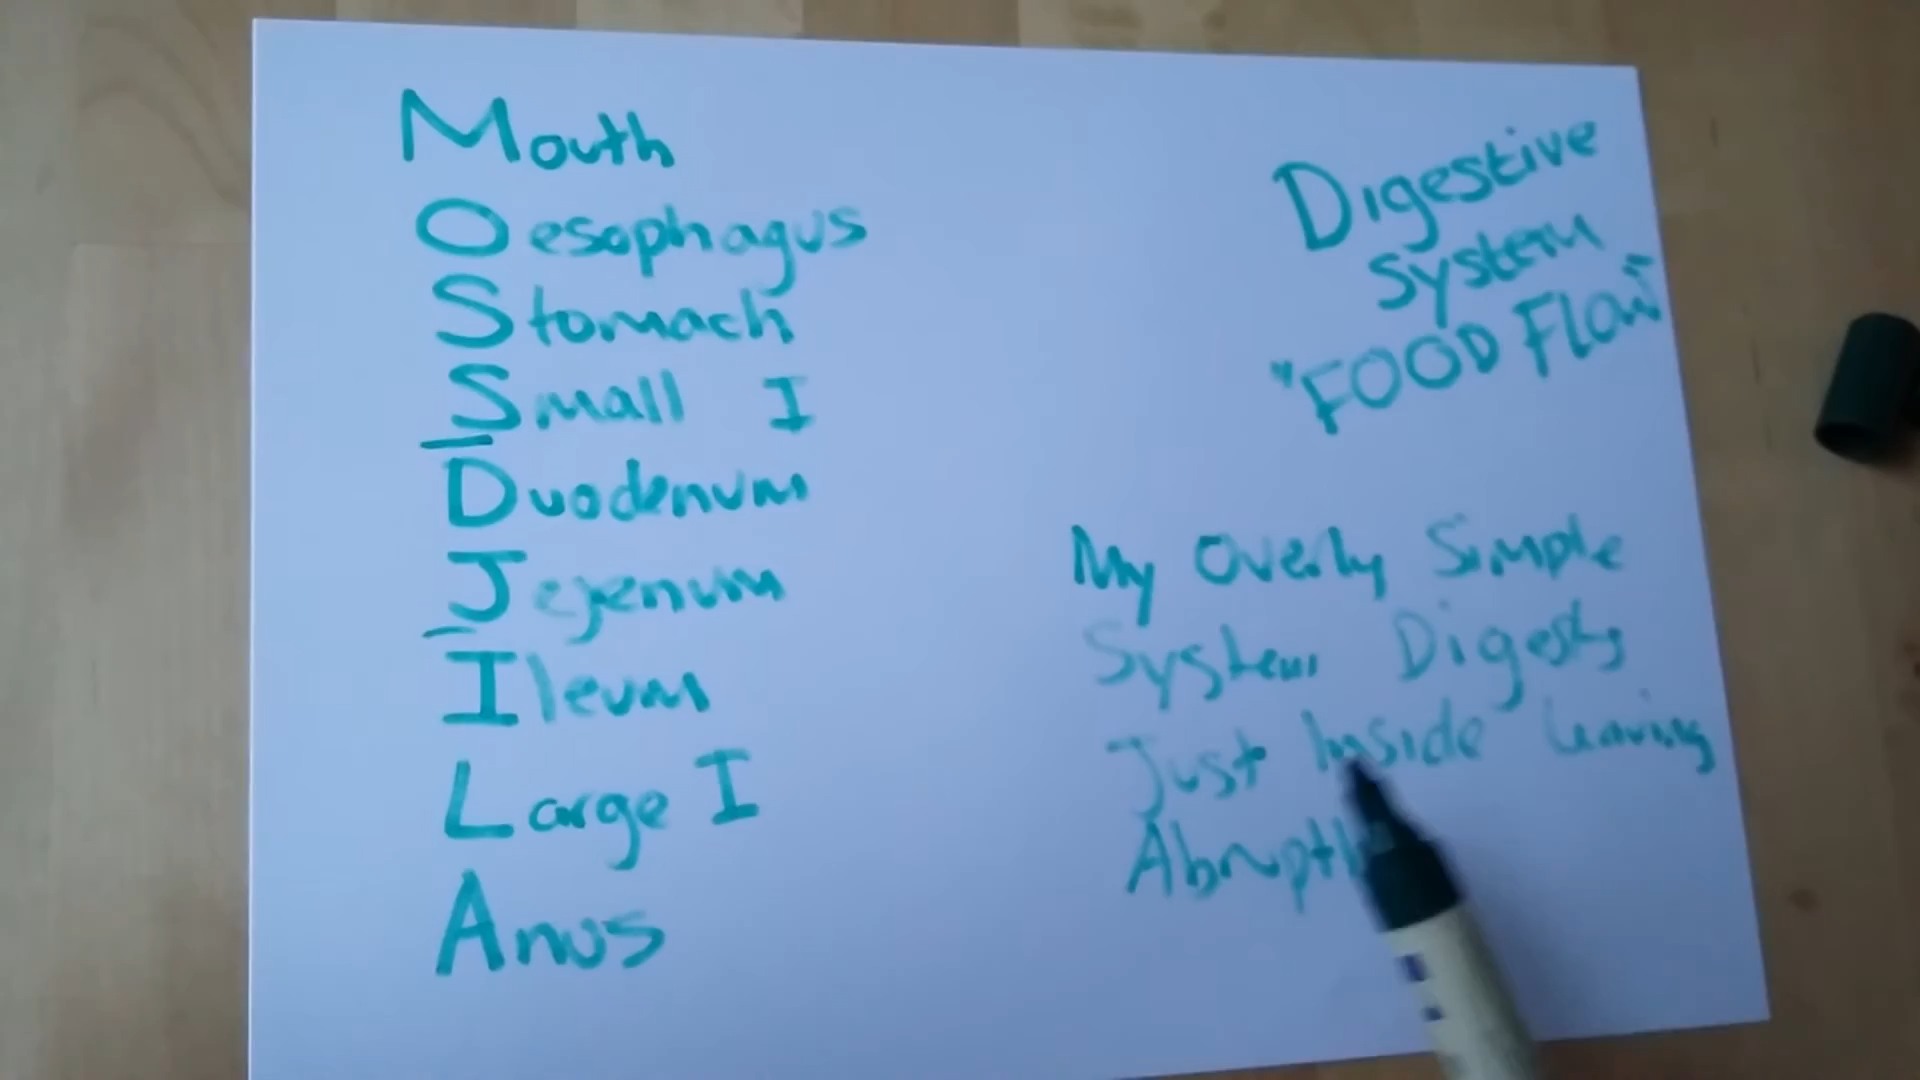 Mouth
Oesophagus
Stomach
Small I
Duodenum
Jejenum
Ileum
Large I
Anus
Digestive
System
"FOOD FLOW"
My Overly Simple
System Digests
Just Inside Leaving